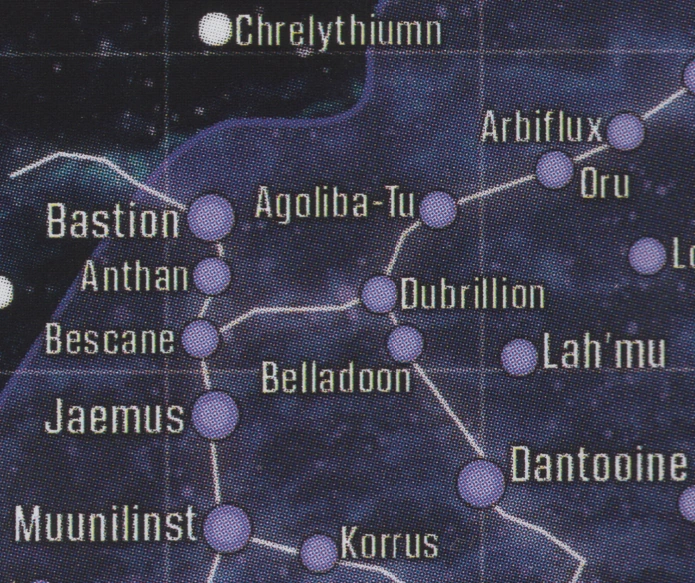 Chrelythiumn
Arbiflux
Oru
Agoliba-Tu
Bastion
Anthan
Dubrillion
Bescane
Lah'mu
Belladoon
Jaemus
Dantooine
Muunilinst
Korrus